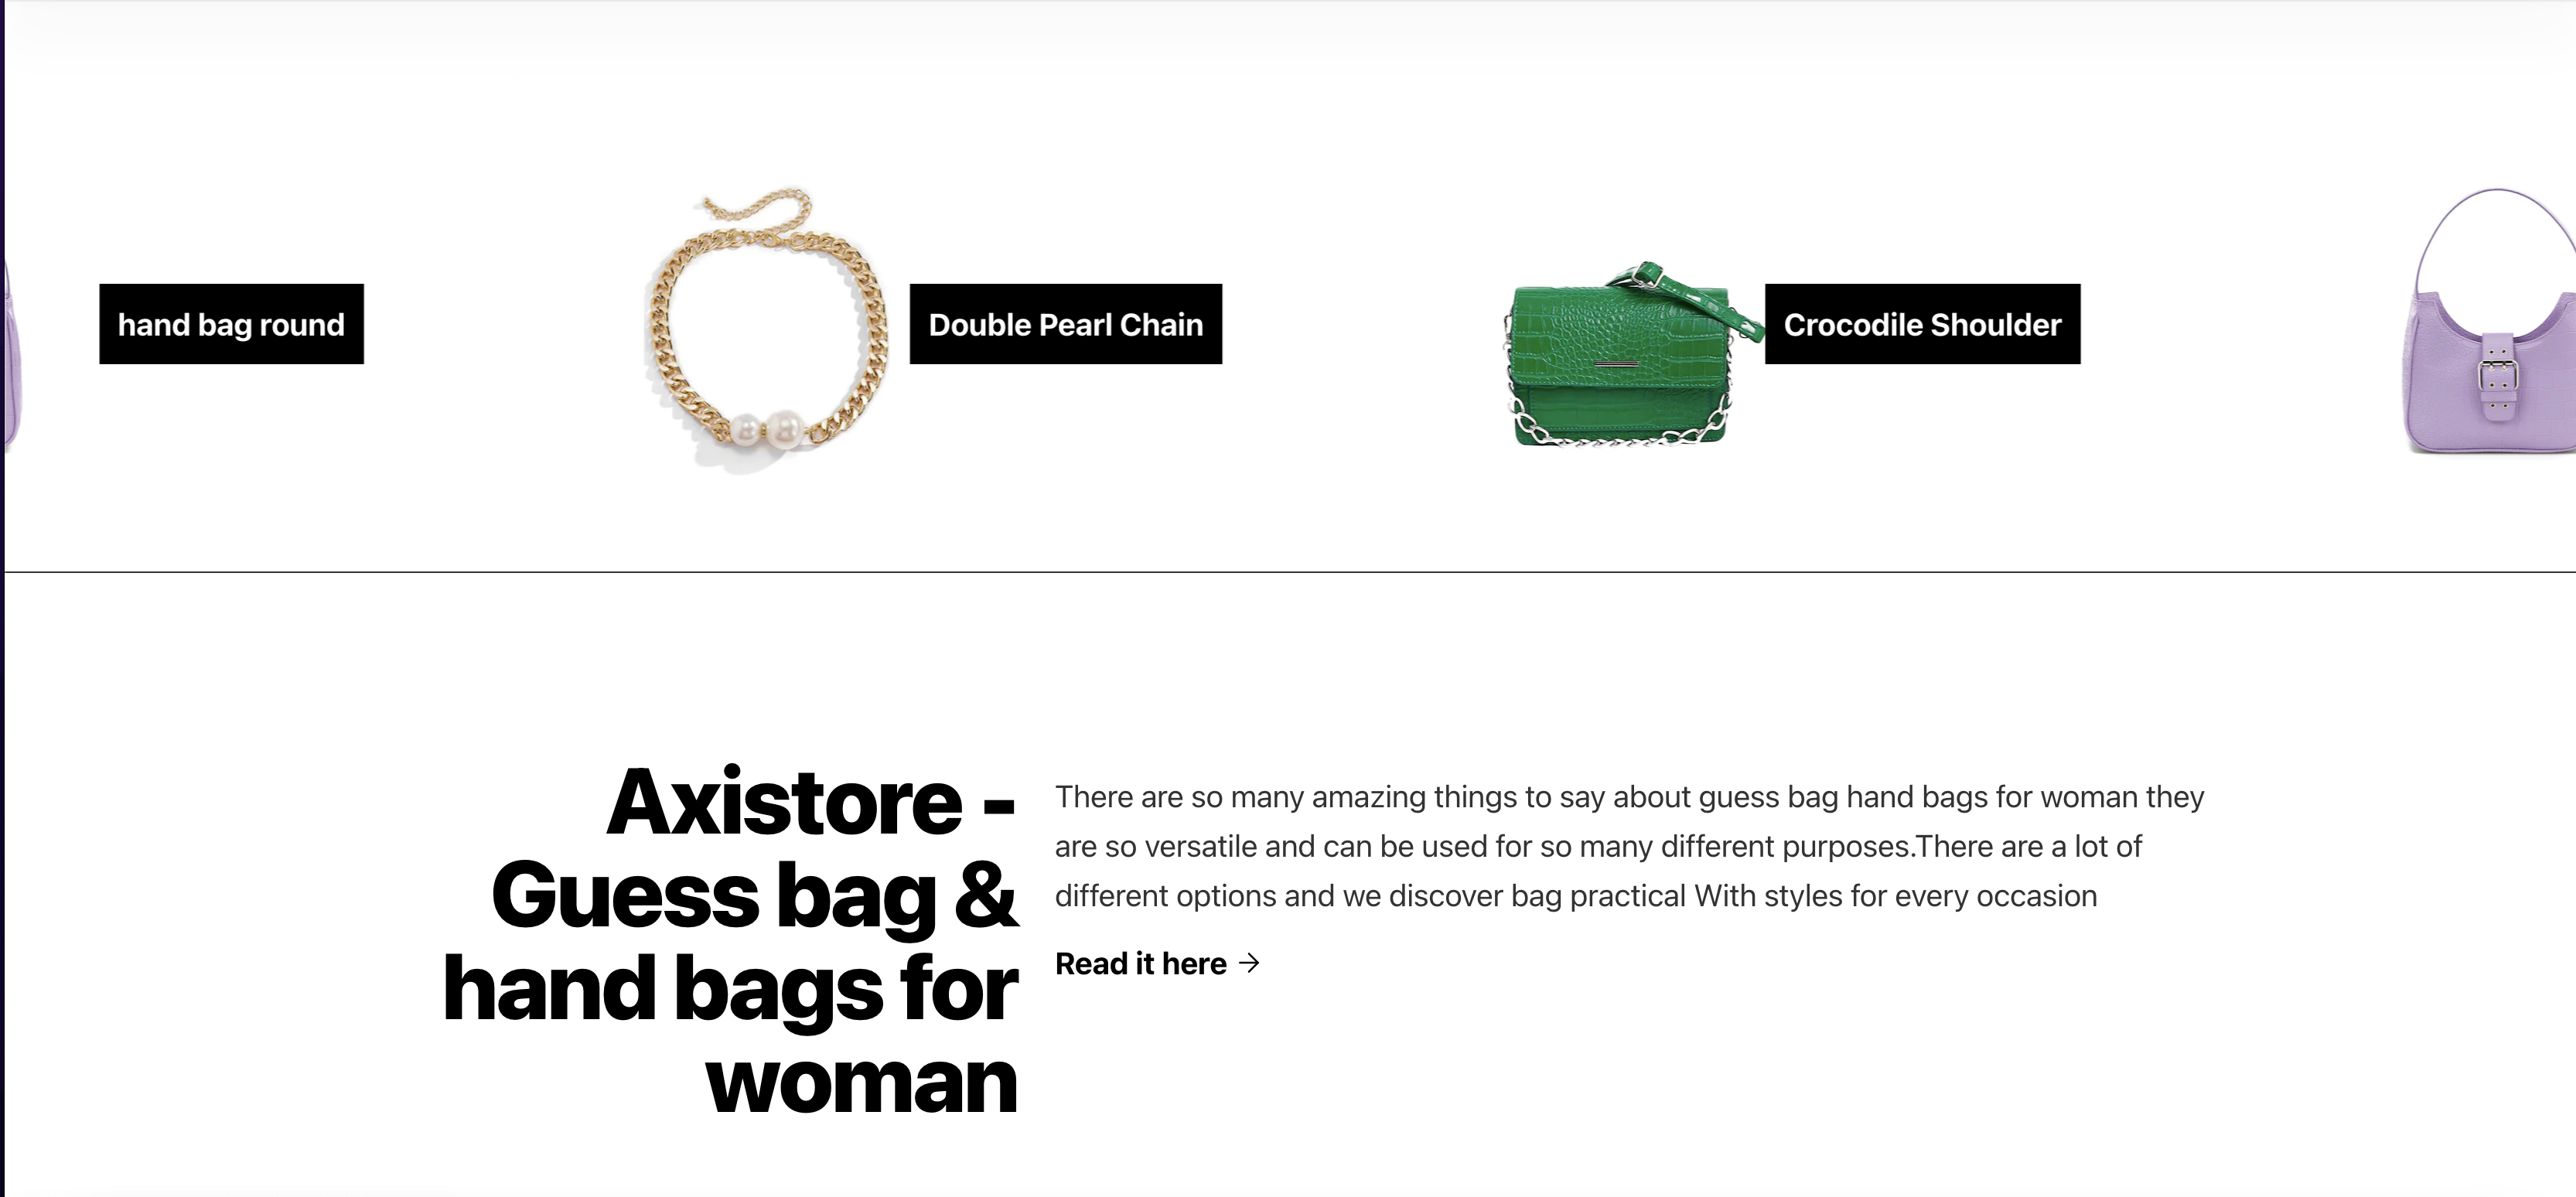 hand bag round
Double Pearl Chain
Crocodile Shoulder
Axistore -
Guess bag &
hand bags for
woman
There are so many amazing things to say about guess bag hand bags for woman they
are so versatile and can be used for so many different purposes.There are a lot of
different options and we discover bag practical With styles for every occasion
Read it here →